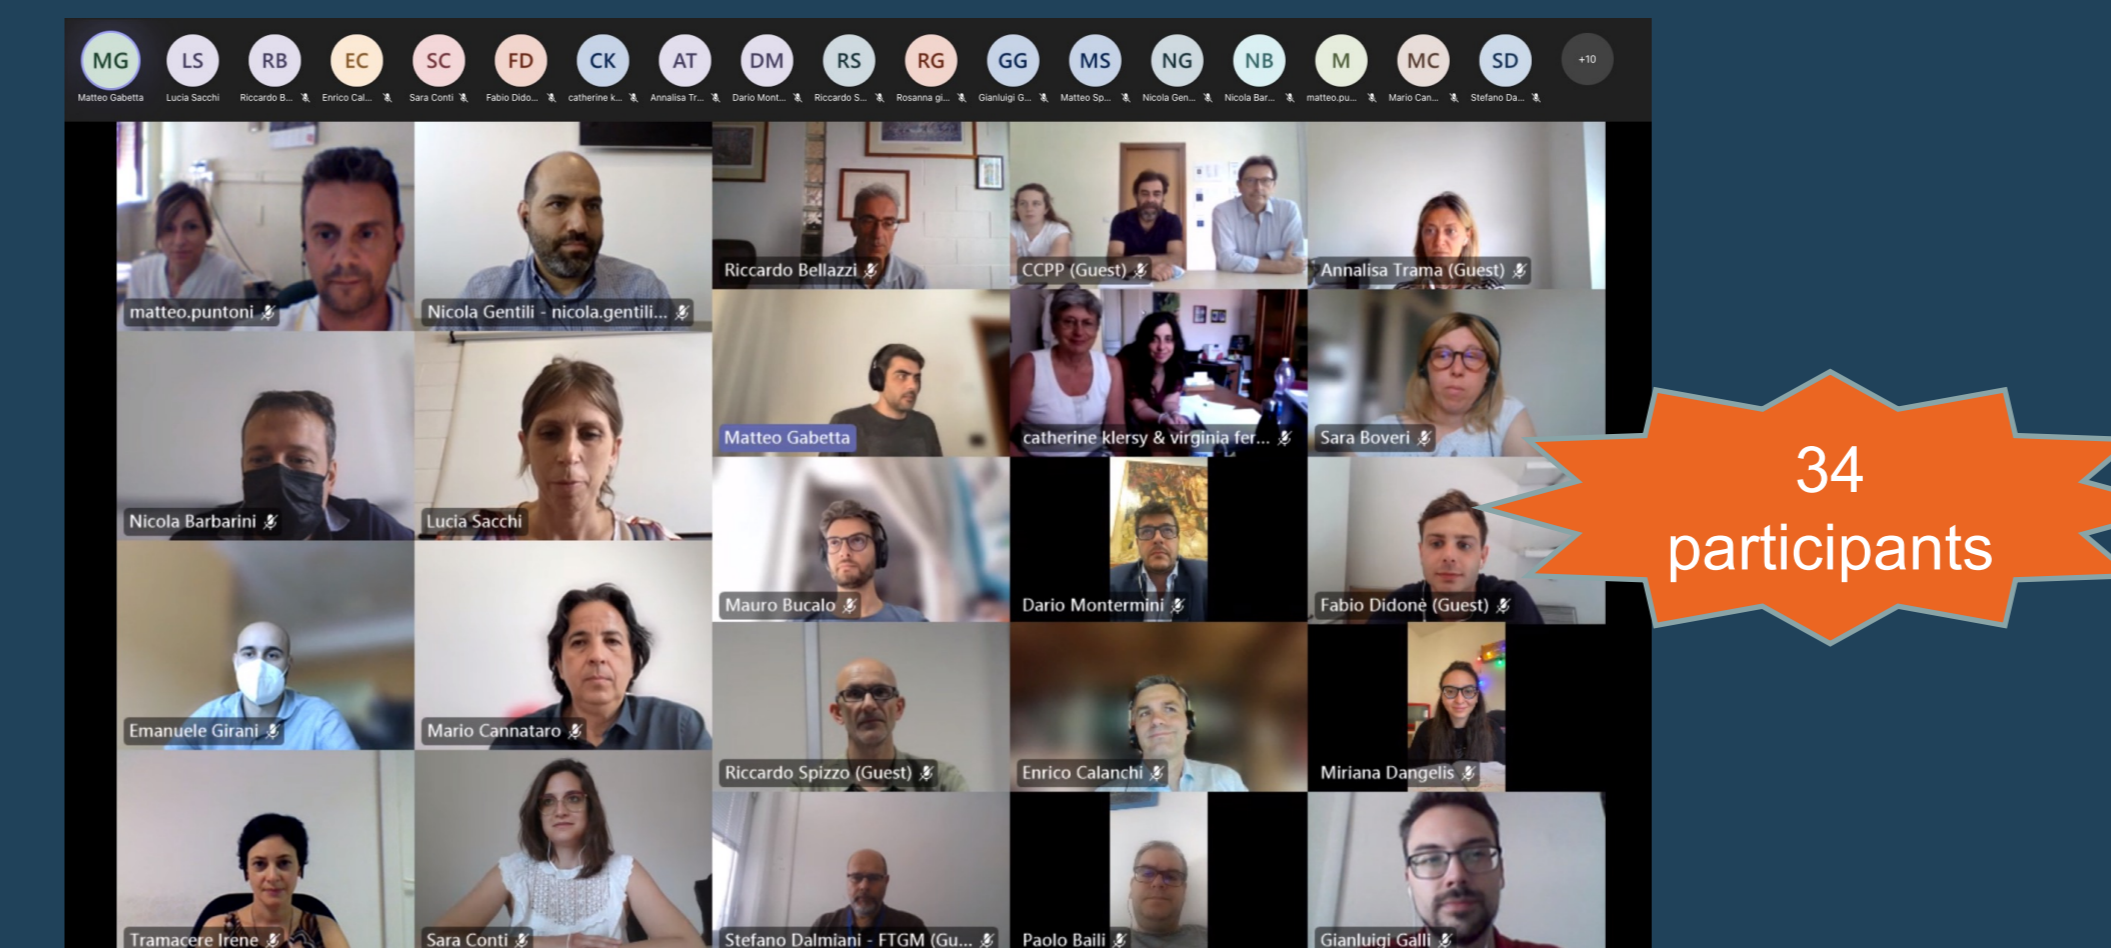 MG LS RB EC SC FD CK AT DM RS RG GG MS NG NB M MC SD +10
Matteo Gabetta Lucia Sacchi Riccardo B... Enrico Cal... Sara Conti Fabio Dido... catherine k... Annalisa Tr... Dario Mont... Riccardo S... Rosanna gi... Gianluigi G... Matteo Sp... Nicola Gen... Nicola Bar... matteo.pu... Mario Can... Stefano Da...
matteo.puntoni
Nicola Gentili - nicola.gentili...
Riccardo Bellazzi
CCPP (Guest)
Annalisa Trama (Guest)
Matteo Gabetta
catherine klersy & virginia fer...
Sara Boveri
Nicola Barbarini
Lucia Sacchi
Mauro Bucalo
Dario Montermini
Fabio Didonè (Guest)
Emanuele Girani
Mario Cannataro
Riccardo Spizzo (Guest)
Enrico Calanchi
Miriana Dangelis
Tramacere Irene
Sara Conti
Stefano Dalmiani - FTGM (Gu...
Paolo Baili
Gianluigi Galli
34
participants